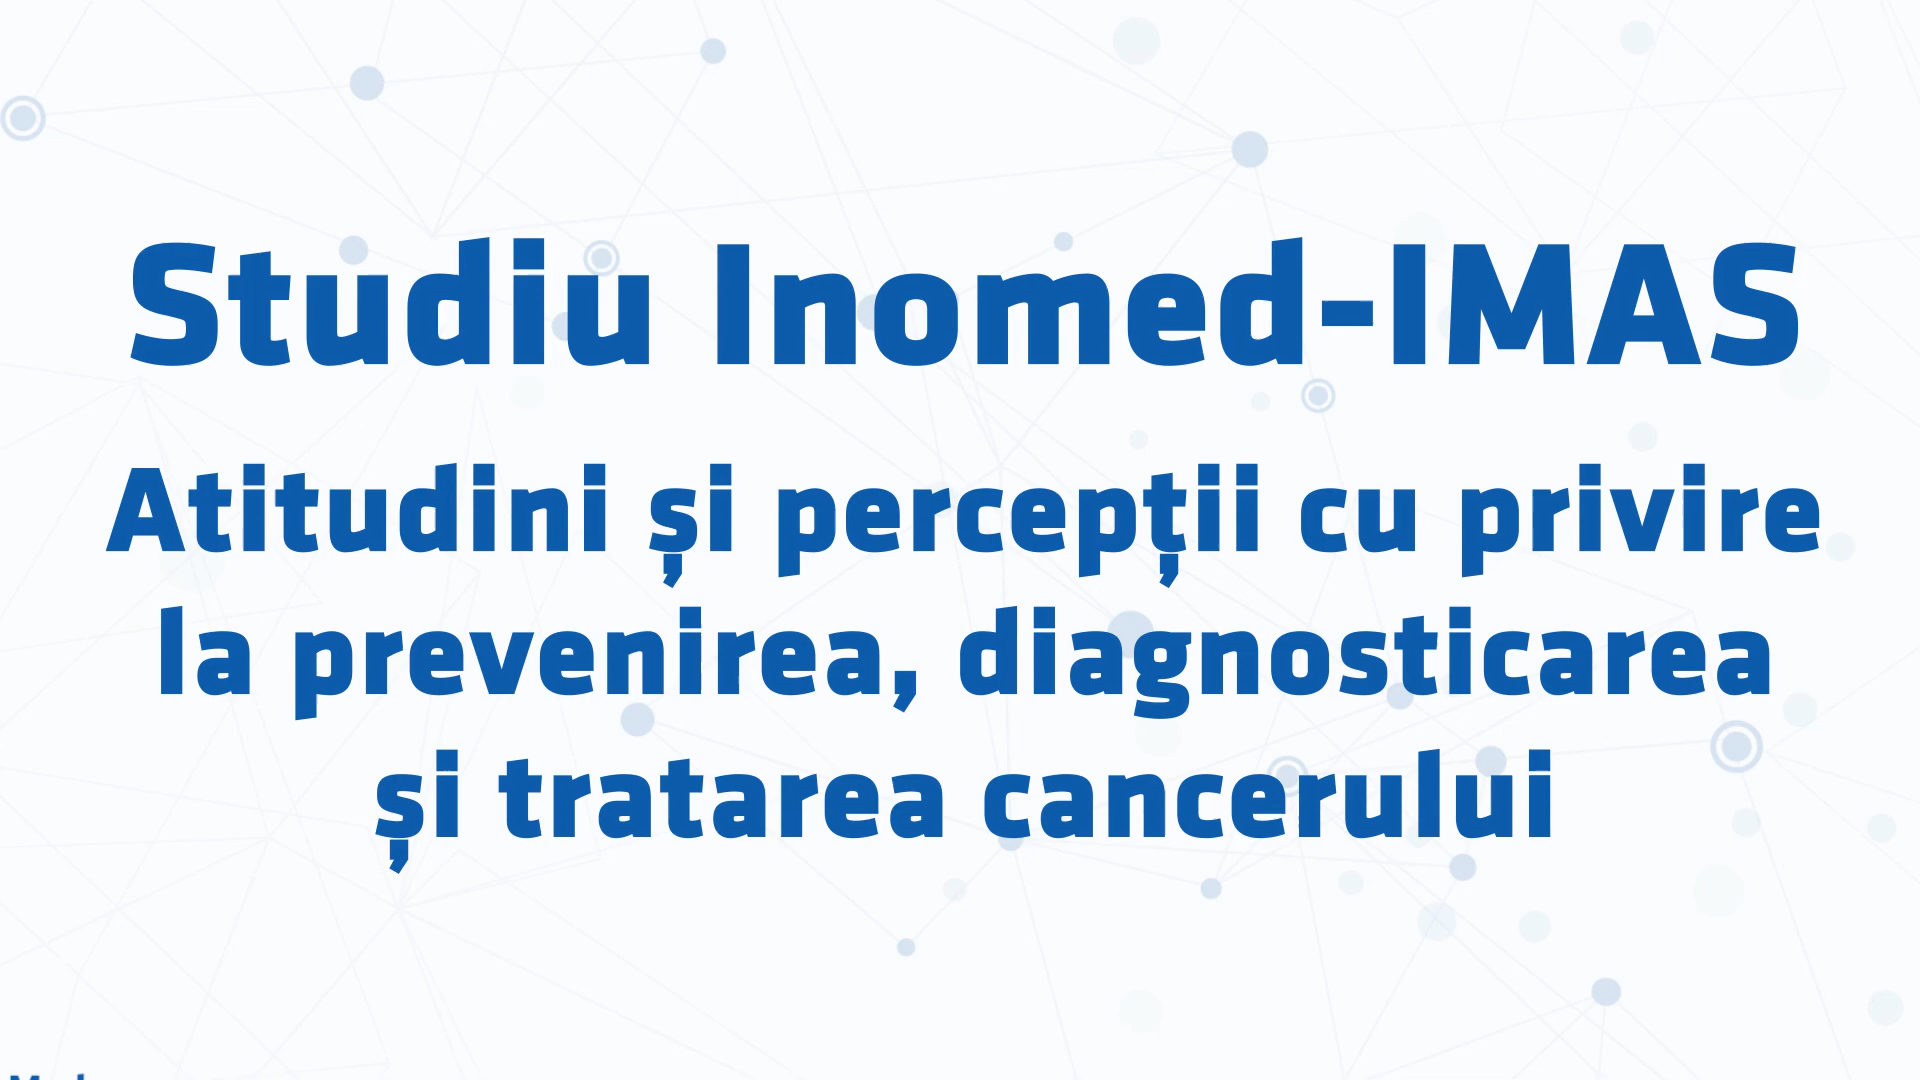 Studiu Inomed-IMAS
Atitudini și percepții cu privire
la prevenirea, diagnosticarea
și tratarea cancerului